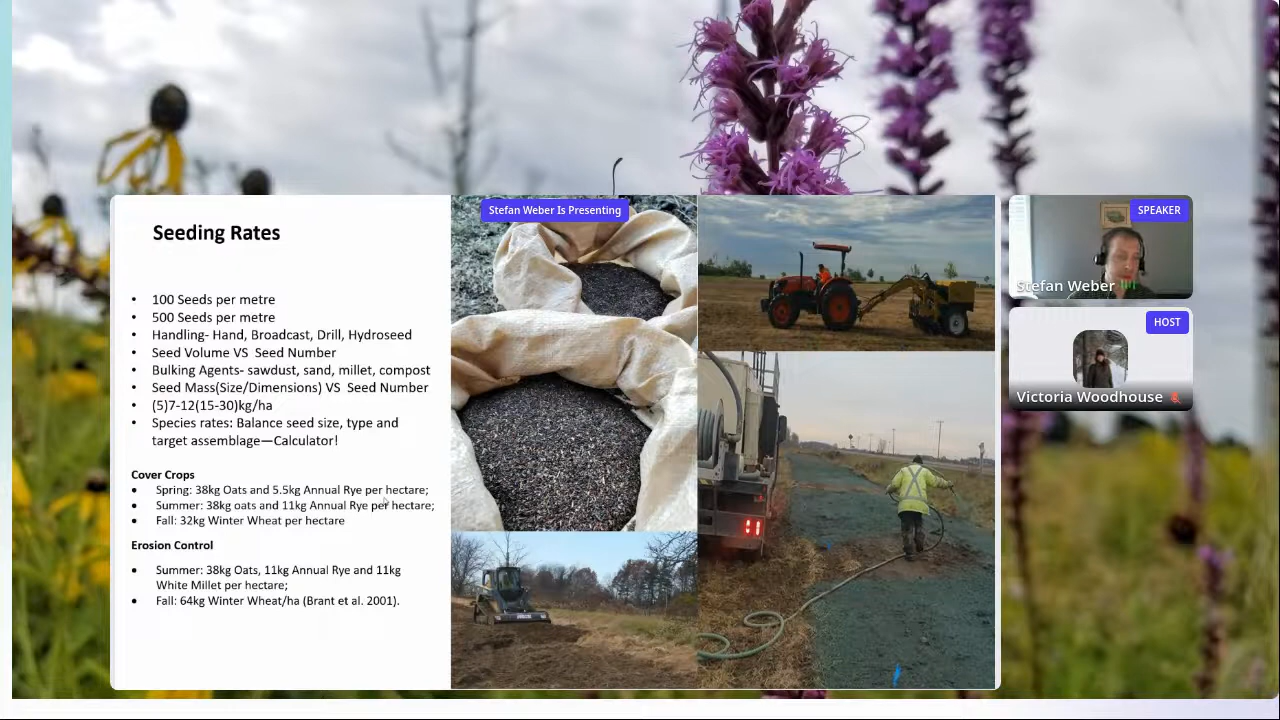 Stefan Weber Is Presenting
Seeding Rates
• 100 Seeds per metre
• 500 Seeds per metre
• Handling- Hand, Broadcast, Drill, Hydroseed
• Seed Volume VS Seed Number
• Bulking Agents- sawdust, sand, millet, compost
• Seed Mass(Size/Dimensions) VS Seed Number
• (5)7-12(15-30)kg/ha
• Species rates: Balance seed size, type and
target assemblage—Calculator!
Cover Crops
• Spring: 38kg Oats and 5.5kg Annual Rye per hectare;
• Summer: 38kg oats and 11kg Annual Rye per hectare;
• Fall: 32kg Winter Wheat per hectare
Erosion Control
• Summer: 38kg Oats, 11kg Annual Rye and 11kg
White Millet per hectare;
• Fall: 64kg Winter Wheat/ha (Brant et al. 2001).
SPEAKER
Stefan Weber
HOST
Victoria Woodhouse